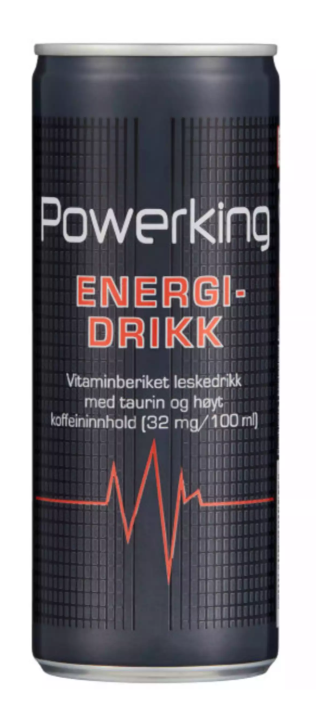 Powerking
ENERGI-
DRIKK
Vitaminberiket leskedrikk
med taurin og høyt
koffeininnhold (32 mg/100 ml)